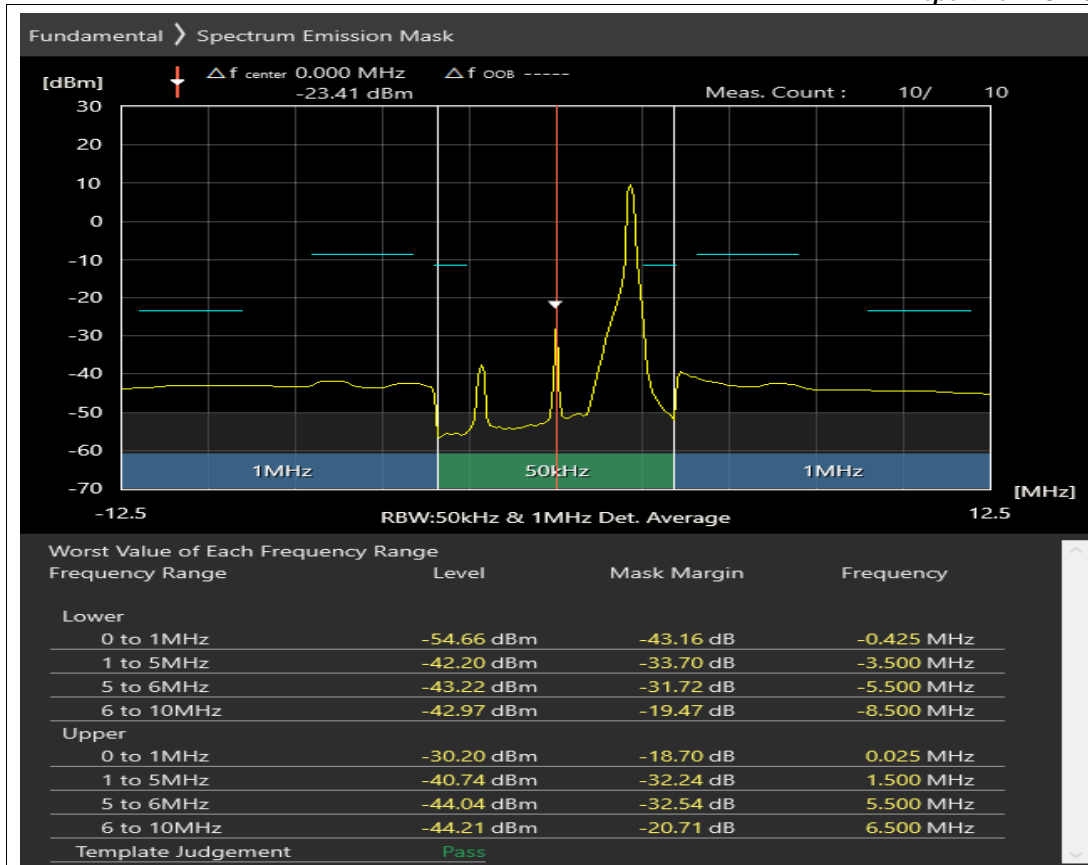 Fundamental ❯ Spectrum Emission Mask
[dBm]
△f center 0.000 MHz △f OOB -----
-23.41 dBm
Meas. Count : 10/ 10
30
20
10
0
-10
-20
-30
-40
-50
-60
-70
1MHz 50kHz 1MHz
[MHz]
-12.5 RBW:50kHz & 1MHz Det. Average 12.5
Worst Value of Each Frequency Range
Frequency Range Level Mask Margin Frequency
Lower
0 to 1MHz -54.66 dBm -43.16 dB -0.425 MHz
1 to 5MHz -42.20 dBm -33.70 dB -3.500 MHz
5 to 6MHz -43.22 dBm -31.72 dB -5.500 MHz
6 to 10MHz -42.97 dBm -19.47 dB -8.500 MHz
Upper
0 to 1MHz -30.20 dBm -18.70 dB 0.025 MHz
1 to 5MHz -40.74 dBm -32.24 dB 1.500 MHz
5 to 6MHz -44.04 dBm -32.54 dB 5.500 MHz
6 to 10MHz -44.21 dBm -20.71 dB 6.500 MHz
Template Judgement Pass